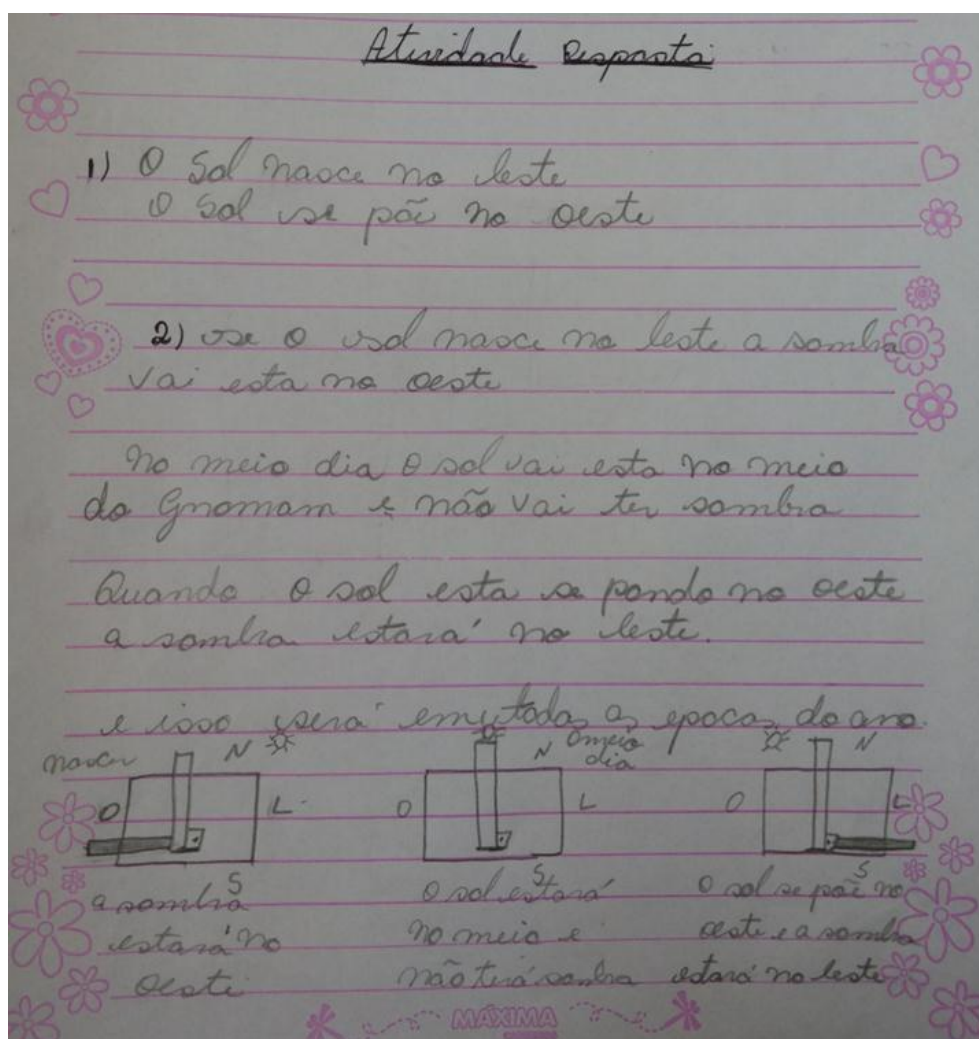 Atividade Resposta
1) O Sol nasce no leste
O Sol se põe no oeste
2) se o sol nasce no leste a sombra
vai esta no oeste
no meio dia o sol vai esta no meio
do Gnomam e não vai ter sombra
Quando o sol esta se pondo no oeste
a sombra estará no leste.
e isso será em todas as epocas do ano.
nascer N
O L
S
a sombra
estará no
oeste
N meio
dia
O L
S
o sol estará
no meio e
não terá sombra
N
O L
S
o sol se põe no
oeste e a sombra
estará no leste
MÁXIMA